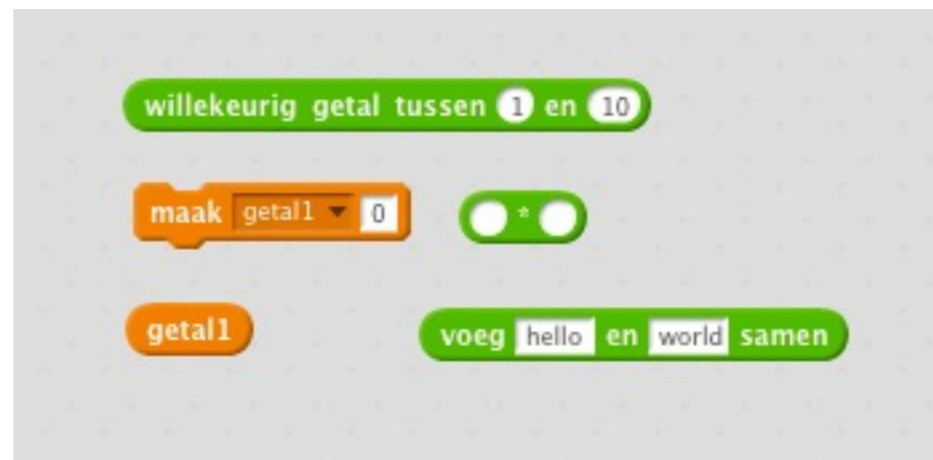 willekeurig getal tussen 1 en 10
maak getal1 0
*
getal1
voeg hello en world samen